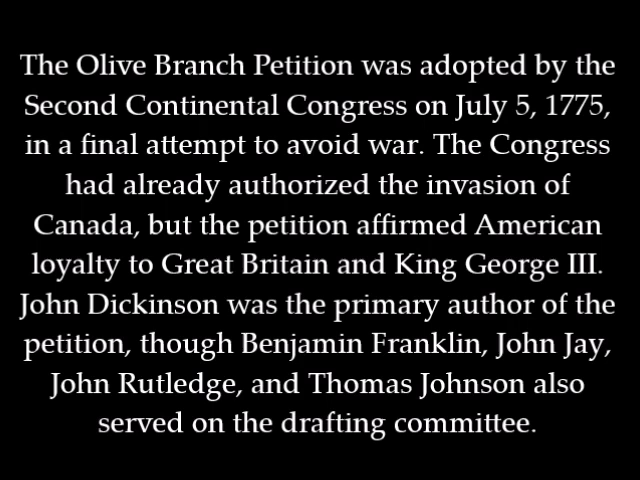 The Olive Branch Petition was adopted by the
Second Continental Congress on July 5, 1775,
in a final attempt to avoid war. The Congress
had already authorized the invasion of
Canada, but the petition affirmed American
loyalty to Great Britain and King George III.
John Dickinson was the primary author of the
petition, though Benjamin Franklin, John Jay,
John Rutledge, and Thomas Johnson also
served on the drafting committee.